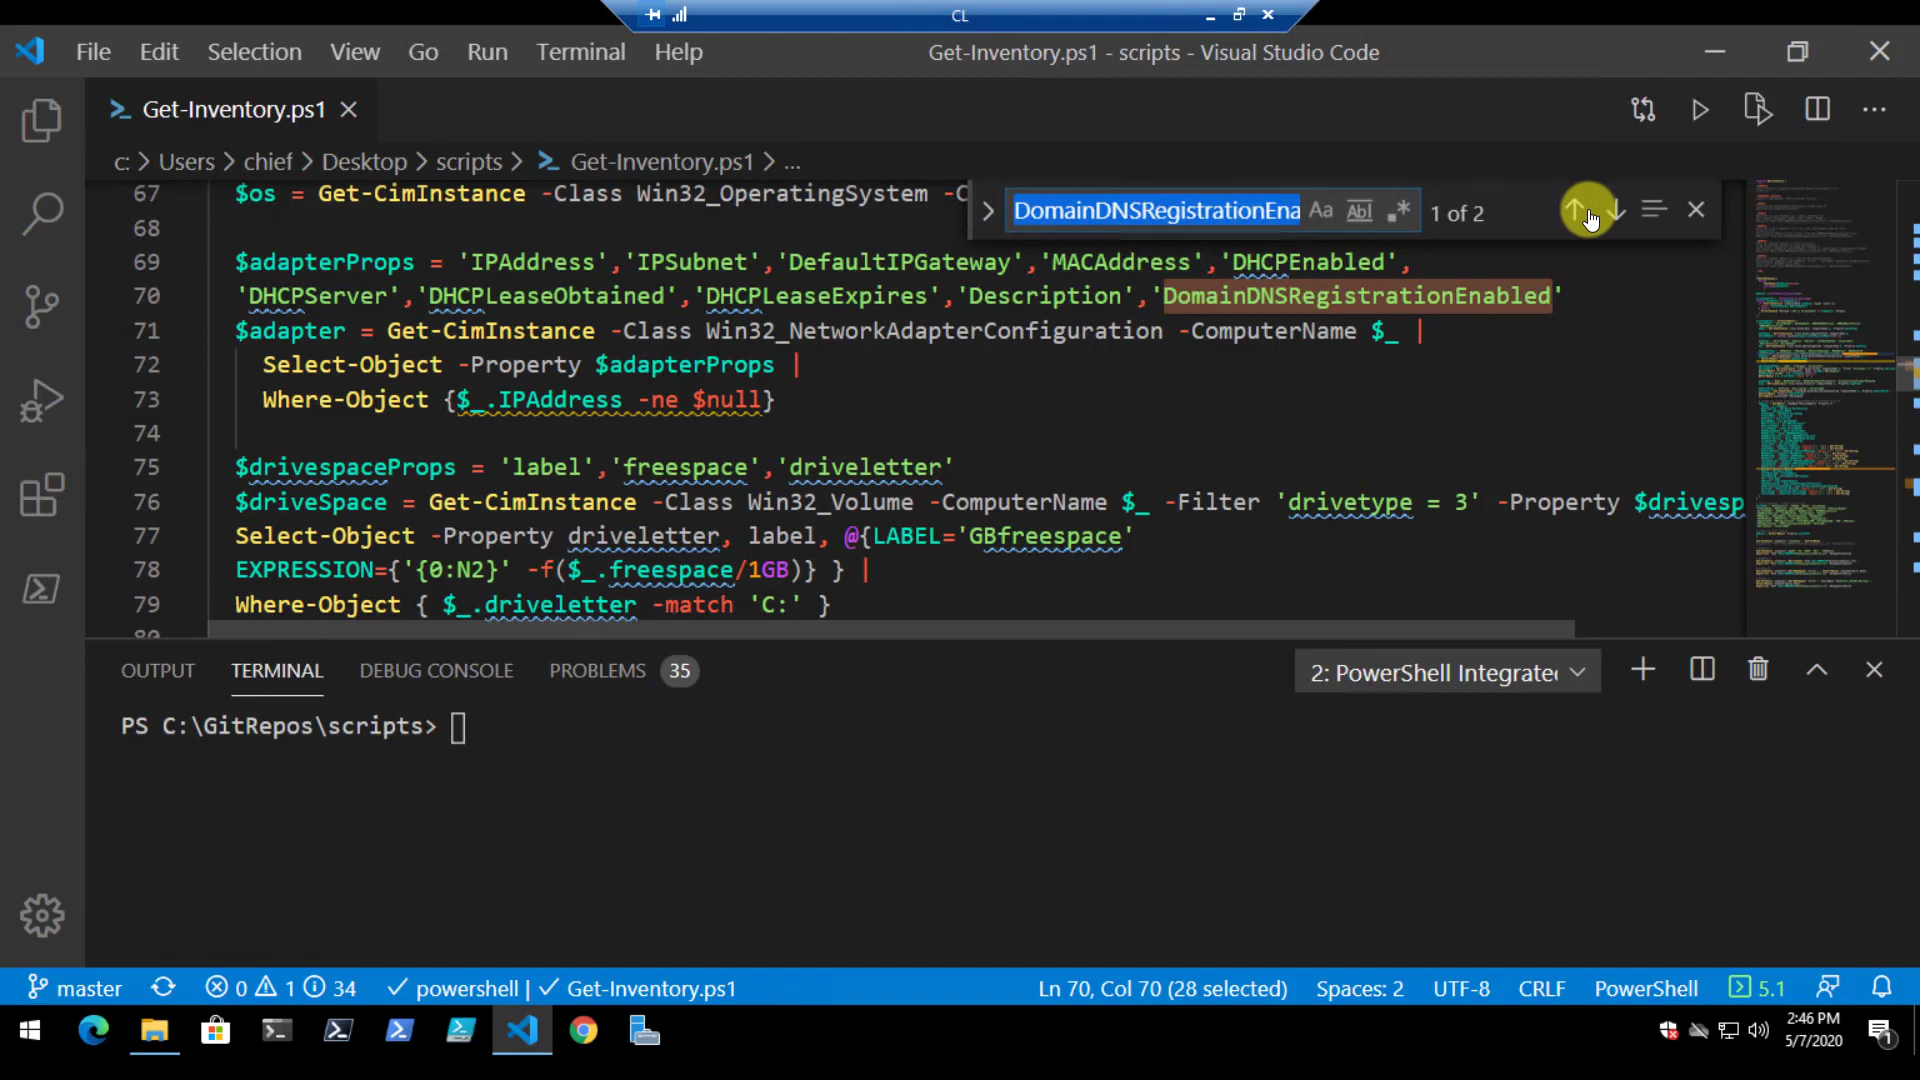 CL
File Edit Selection View Go Run Terminal Help
Get-Inventory.ps1 - scripts - Visual Studio Code
Get-Inventory.ps1
c: > Users > chief > Desktop > scripts > Get-Inventory.ps1 > ...
67 $os = Get-CimInstance -Class Win32_OperatingSystem -C
DomainDNSRegistrationEna Aa Abl .* 1 of 2
68
69 $adapterProps = 'IPAddress','IPSubnet','DefaultIPGateway','MACAddress','DHCPEnabled',
70 'DHCPServer','DHCPLeaseObtained','DHCPLeaseExpires','Description','DomainDNSRegistrationEnabled'
71 $adapter = Get-CimInstance -Class Win32_NetworkAdapterConfiguration -ComputerName $_ |
72 Select-Object -Property $adapterProps |
73 Where-Object {$_.IPAddress -ne $null}
74
75 $drivespaceProps = 'label','freespace','driveletter'
76 $driveSpace = Get-CimInstance -Class Win32_Volume -ComputerName $_ -Filter 'drivetype = 3' -Property $drivesp
77 Select-Object -Property driveletter, label, @{LABEL='GBfreespace'
78 EXPRESSION={'{0:N2}' -f($_.freespace/1GB)} } |
79 Where-Object { $_.driveletter -match 'C:' }
80
OUTPUT TERMINAL DEBUG CONSOLE PROBLEMS 35
2: PowerShell Integrate
PS C:\GitRepos\scripts>
master 0 1 34 powershell | Get-Inventory.ps1
Ln 70, Col 70 (28 selected) Spaces: 2 UTF-8 CRLF PowerShell 5.1
2:46 PM
5/7/2020
1